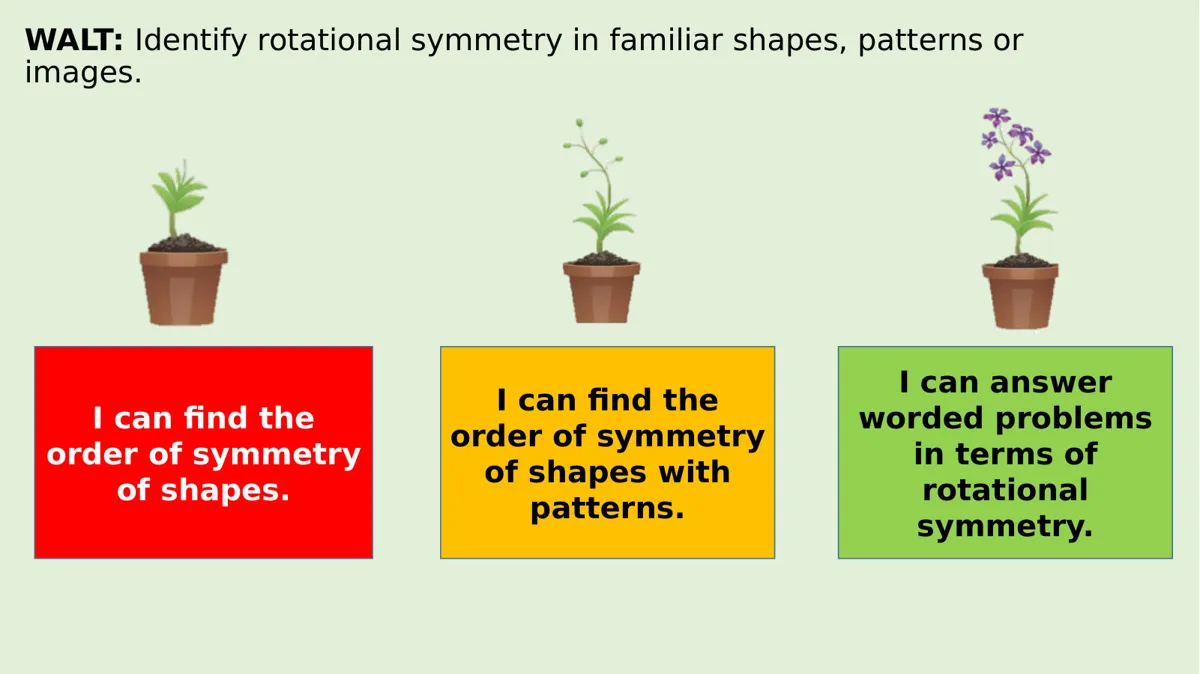 WALT: Identify rotational symmetry in familiar shapes, patterns or
images.
I can find the
order of symmetry
of shapes.
I can find the
order of symmetry
of shapes with
patterns.
I can answer
worded problems
in terms of
rotational
symmetry.